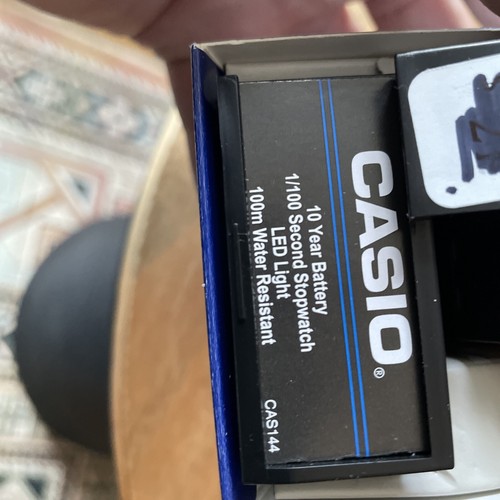 CASIO®
10 Year Battery
1/100 Second Stopwatch
LED Light
100m Water Resistant
CAS144